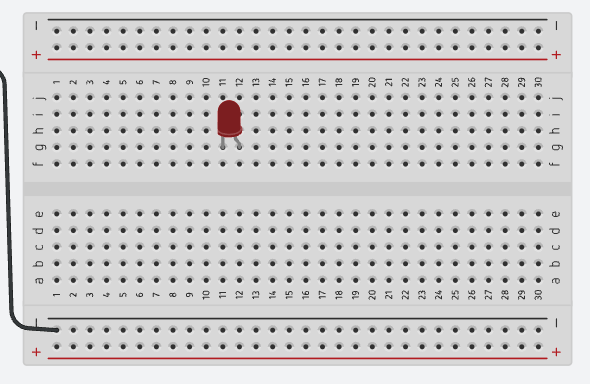 − −
+ +
1 2 3 4 5 6 7 8 9 10 11 12 13 14 15 16 17 18 19 20 21 22 23 24 25 26 27 28 29 30
j j
i i
h h
g g
f f
e e
d d
c c
b b
a a
1 2 3 4 5 6 7 8 9 10 11 12 13 14 15 16 17 18 19 20 21 22 23 24 25 26 27 28 29 30
− −
+ +